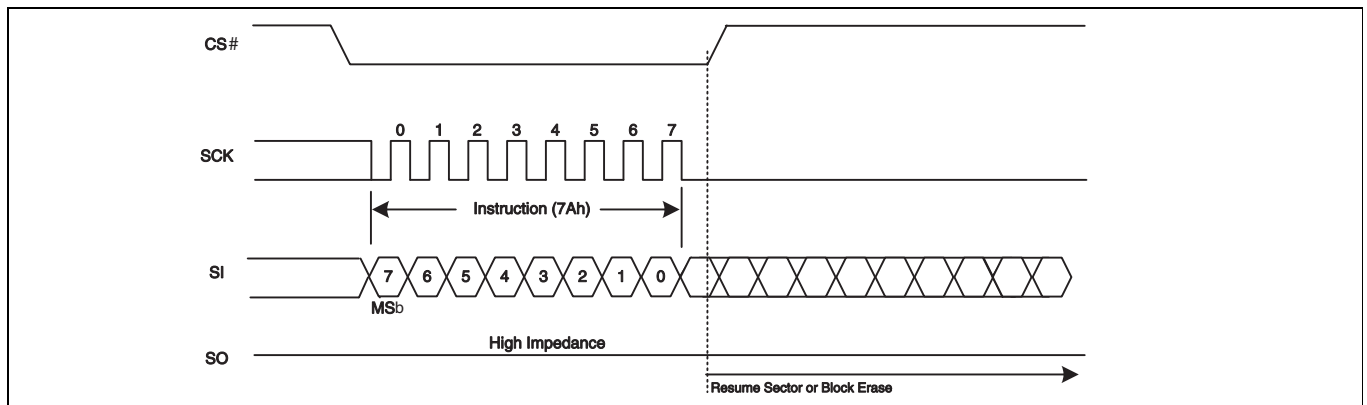 CS#
SCK
0 1 2 3 4 5 6 7
Instruction (7Ah)
SI
7 6 5 4 3 2 1 0
MSb
SO
High Impedance
Resume Sector or Block Erase